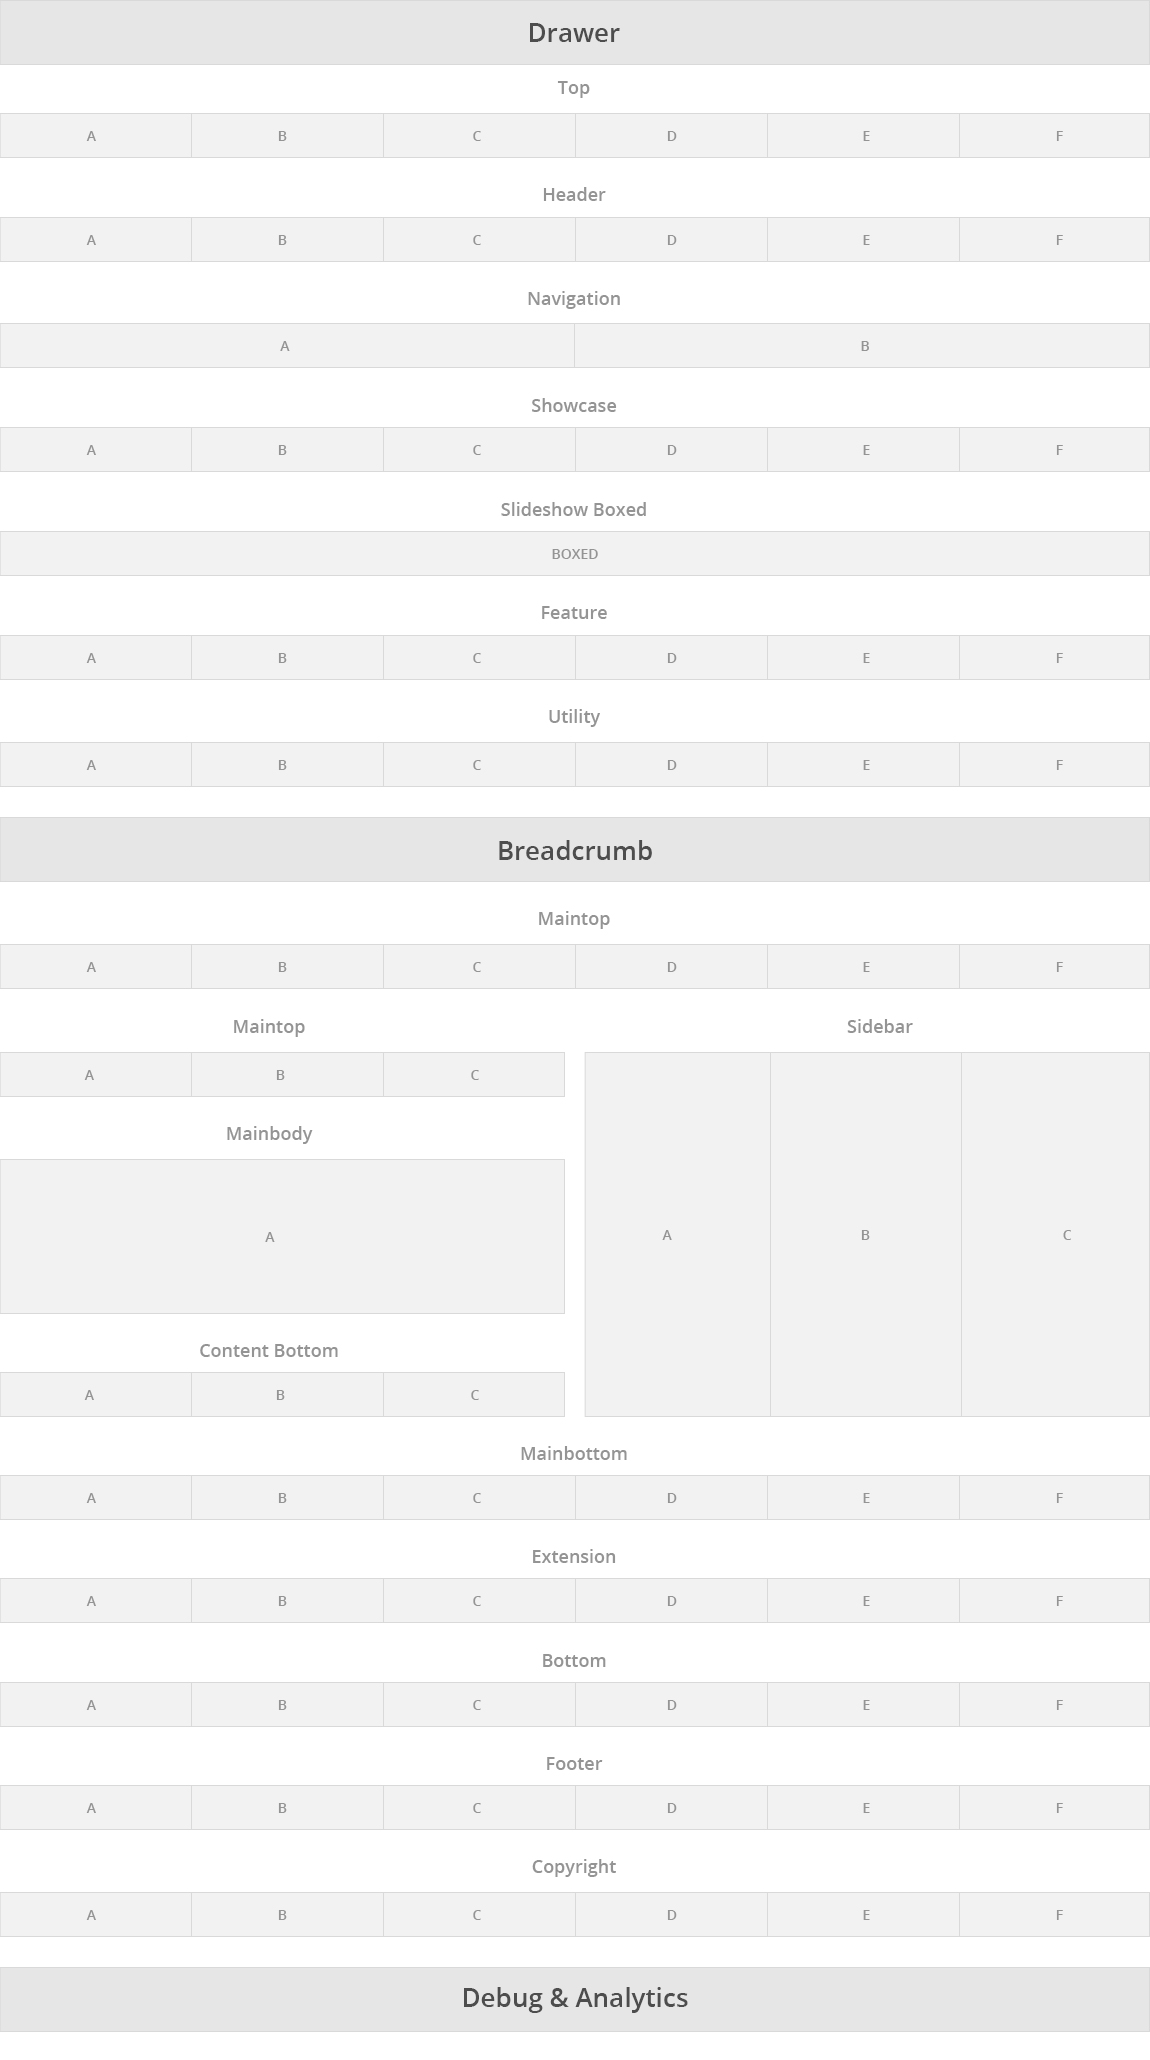 Drawer
Top
A B C D E F
Header
A B C D E F
Navigation
A B
Showcase
A B C D E F
Slideshow Boxed
BOXED
Feature
A B C D E F
Utility
A B C D E F
Breadcrumb
Maintop
A B C D E F
Maintop
A B C
Mainbody
A
Content Bottom
A B C
Sidebar
A B C
Mainbottom
A B C D E F
Extension
A B C D E F
Bottom
A B C D E F
Footer
A B C D E F
Copyright
A B C D E F
Debug & Analytics